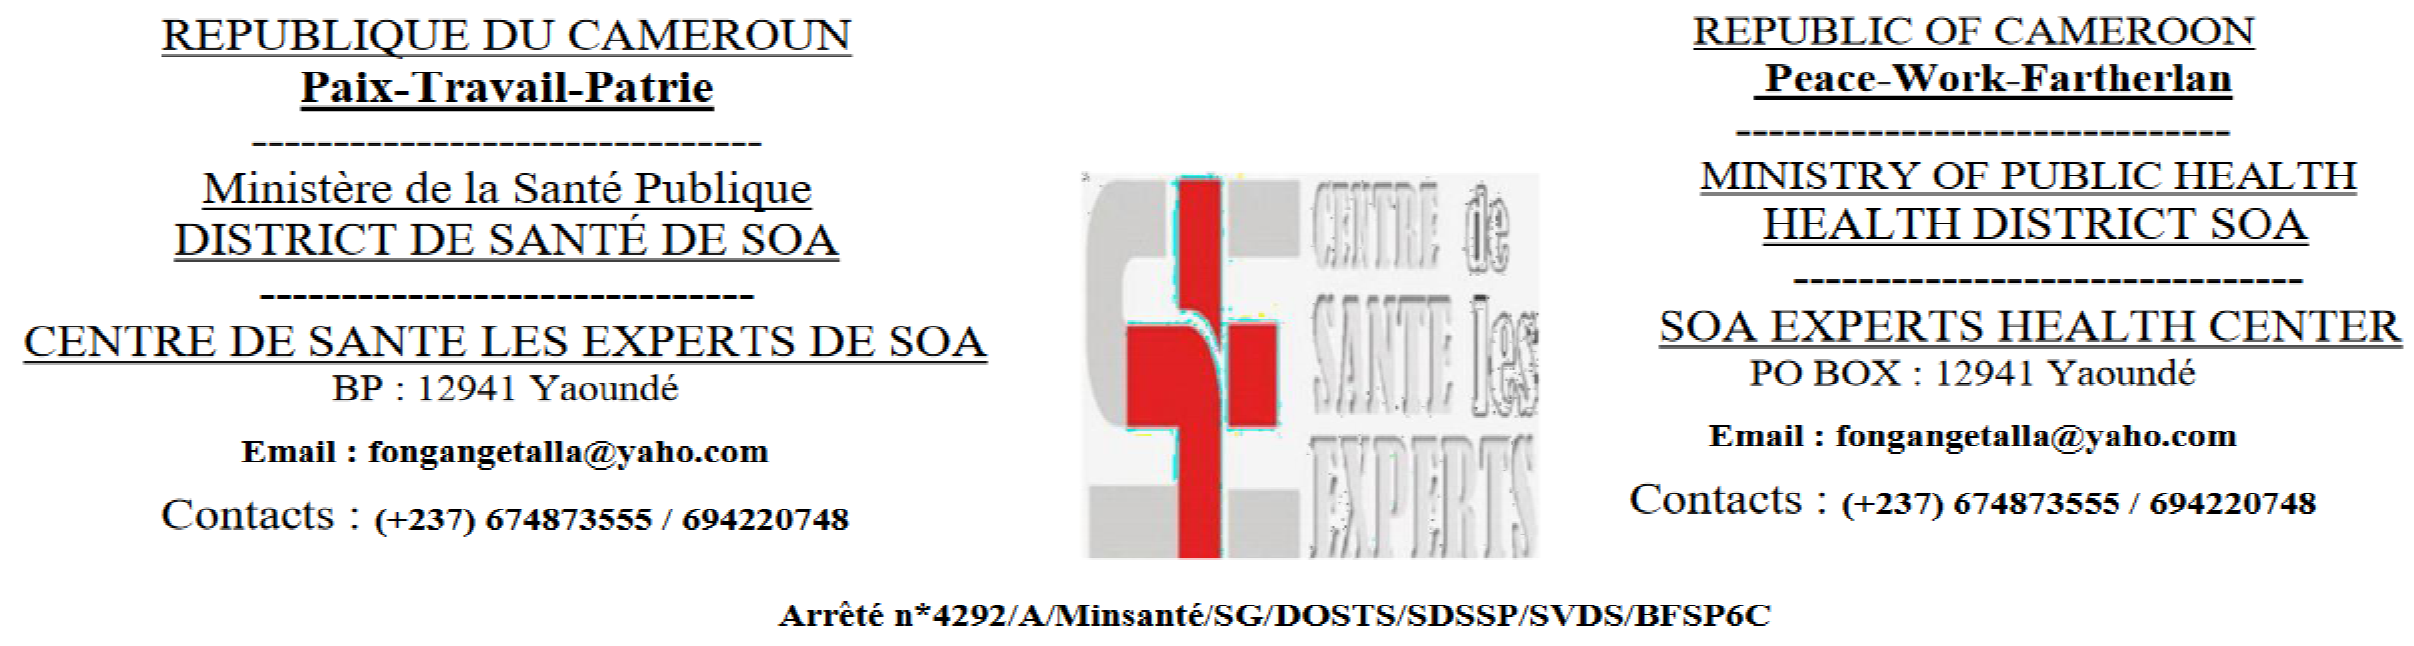 REPUBLIQUE DU CAMEROUN
Paix-Travail-Patrie
------------------------------
Ministère de la Santé Publique
DISTRICT DE SANTÉ DE SOA
------------------------------
CENTRE DE SANTE LES EXPERTS DE SOA
BP : 12941 Yaoundé
Email : fongangetalla@yaho.com
Contacts : (+237) 674873555 / 694220748
CENTRE de
SANTE les
EXPERTS
REPUBLIC OF CAMEROON
Peace-Work-Fartherlan
------------------------------
MINISTRY OF PUBLIC HEALTH
HEALTH DISTRICT SOA
------------------------------
SOA EXPERTS HEALTH CENTER
PO BOX : 12941 Yaoundé
Email : fongangetalla@yaho.com
Contacts : (+237) 674873555 / 694220748
Arrêté n*4292/A/Minsanté/SG/DOSTS/SDSSP/SVDS/BFSP6C